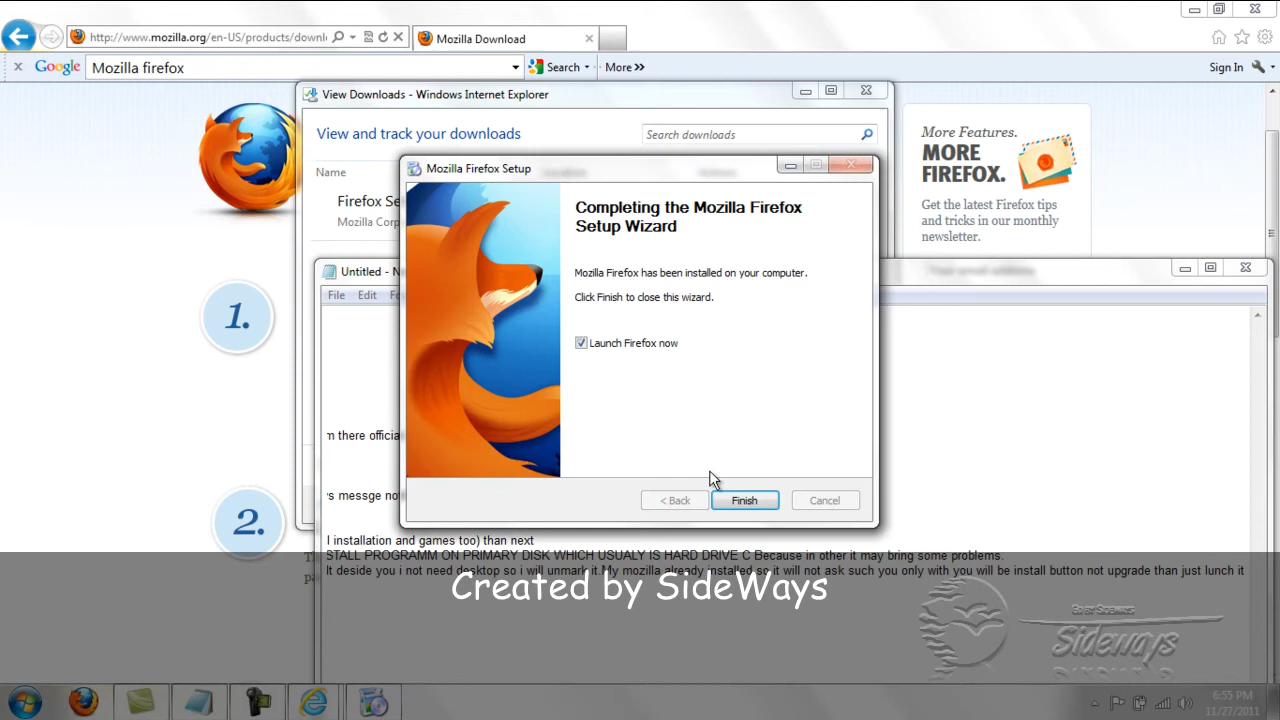 http://www.mozilla.org/en-US/products/downl
Mozilla Download
Google
Mozilla firefox
Search
More »
Sign In
View Downloads - Windows Internet Explorer
View and track your downloads
Search downloads
Name
Firefox Se
Mozilla Corp
More Features.
MORE
FIREFOX.
Get the latest Firefox tips
and tricks in our monthly
newsletter.
Mozilla Firefox Setup
Completing the Mozilla Firefox
Setup Wizard
Mozilla Firefox has been installed on your computer.
Click Finish to close this wizard.
Launch Firefox now
< Back
Finish
Cancel
Untitled - N
File Edit Fo
1.
m there officia
s messge no
l installation and games too) than next
STALL PROGRAMM ON PRIMARY DISK WHICH USUALY IS HARD DRIVE C Because in other it may bring some problems.
It deside you i not need desktop so i will unmark it.My mozilla already installed so it will not ask such you only with you will be install button not upgrade than just lunch it
2.
Created by SideWays
Go by Sideways
Sideways
6:55 PM
11/27/2011